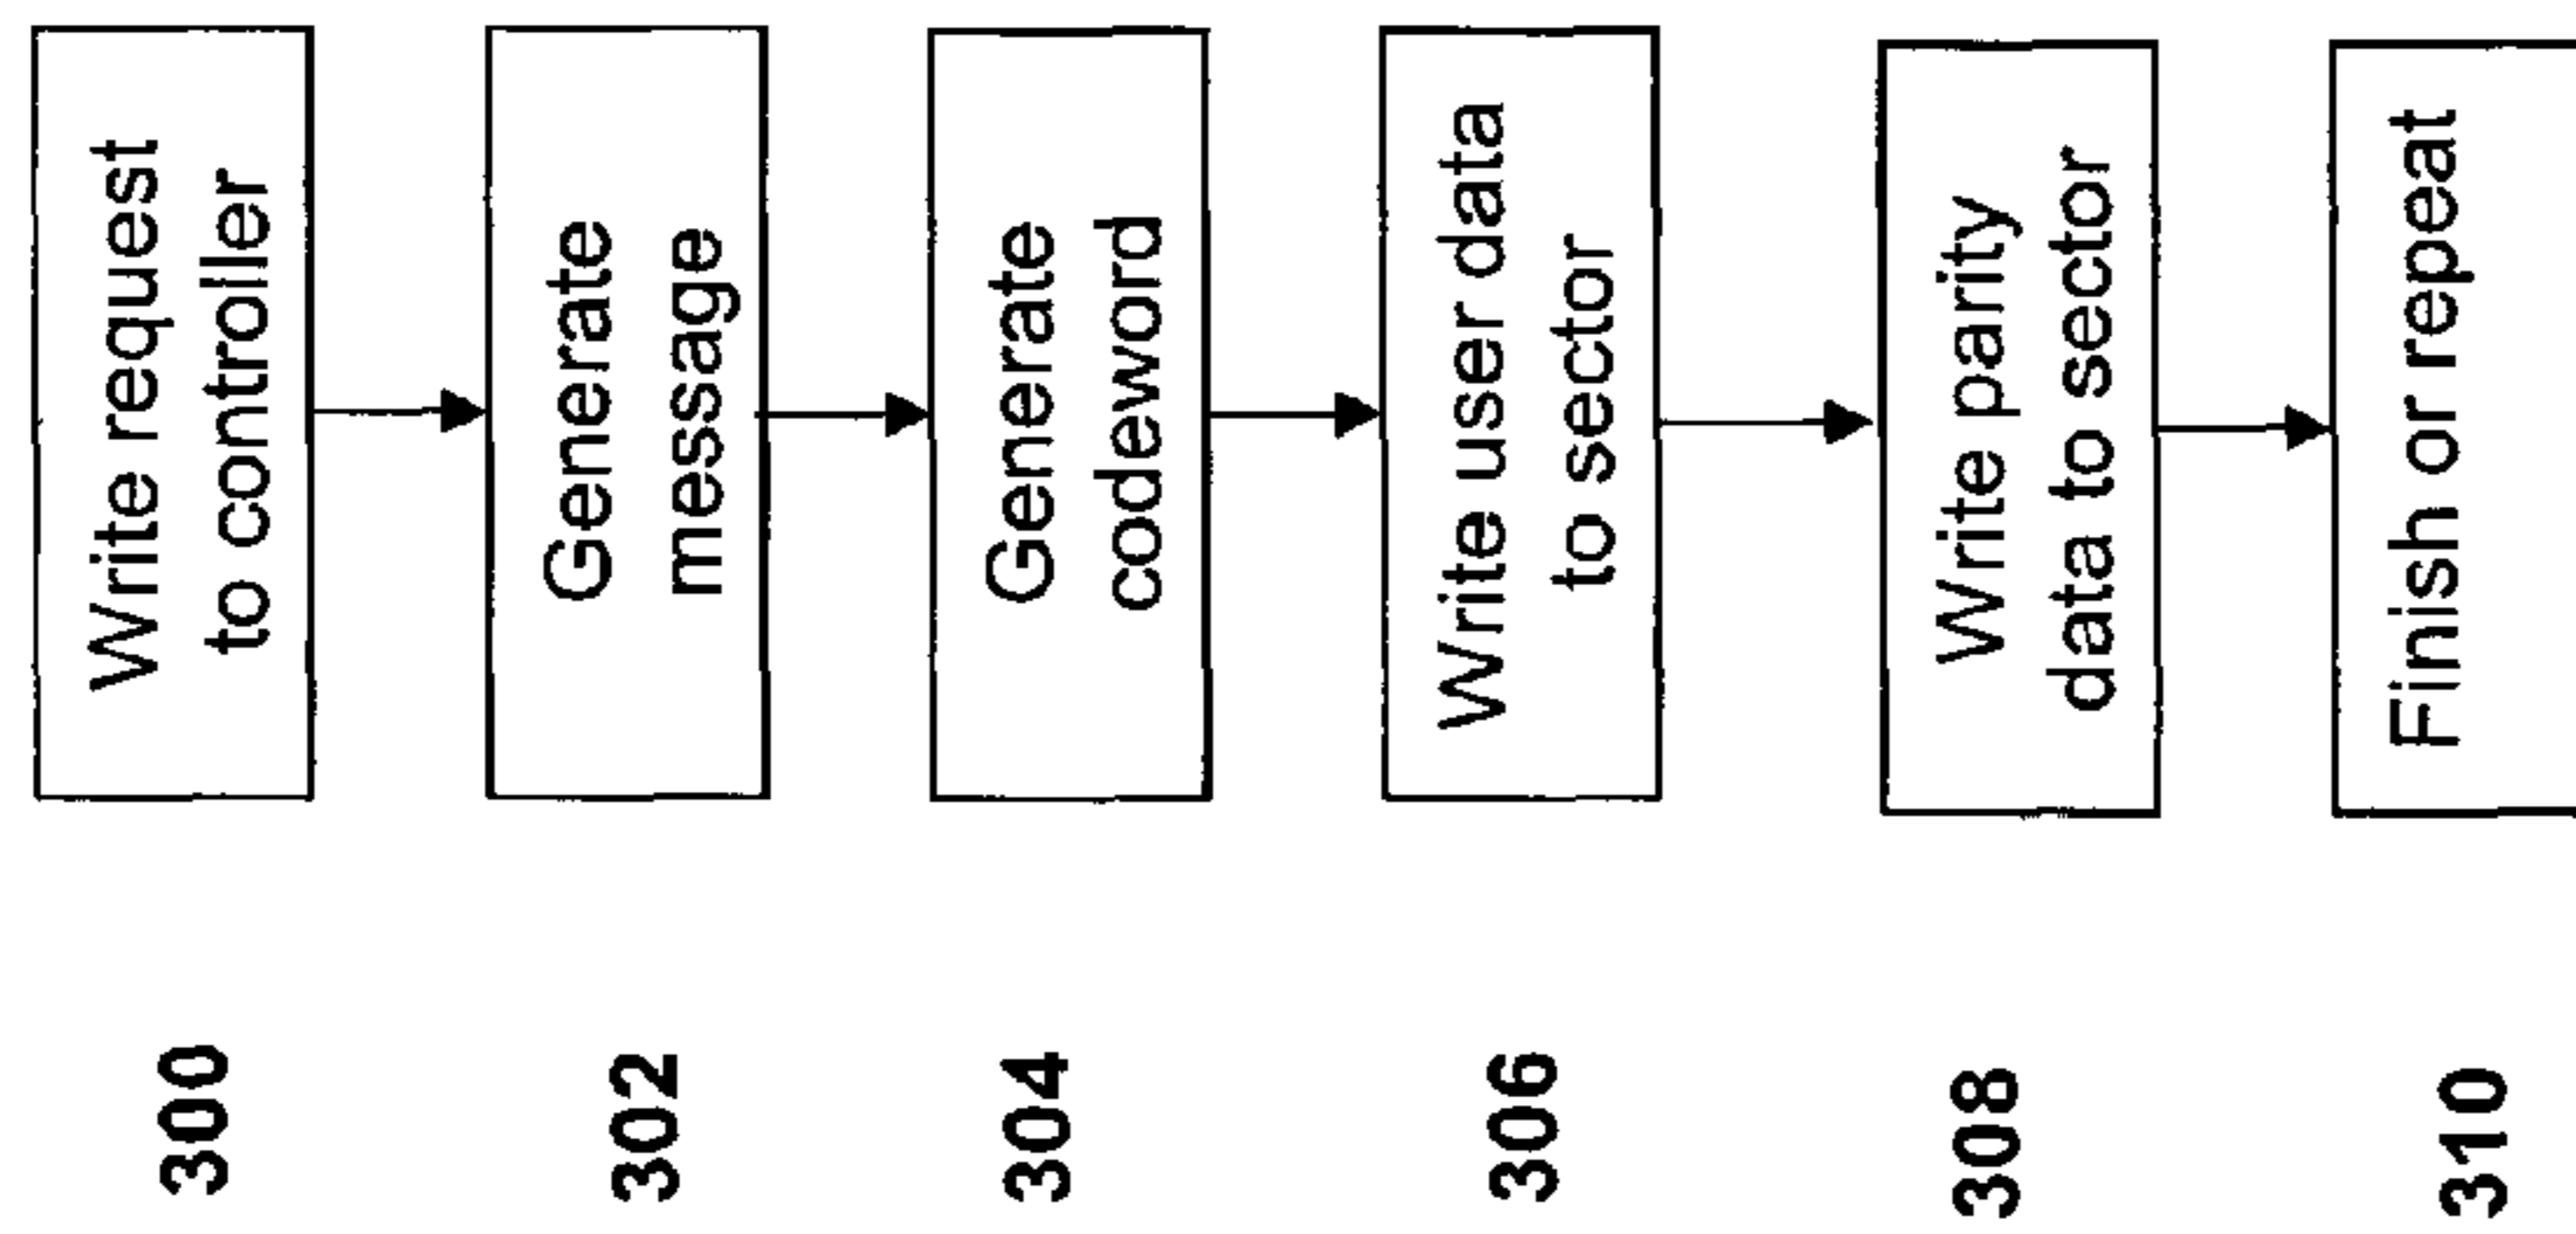 300
Write request
to controller
302
Generate
message
304
Generate
codeword
306
Write user data
to sector
308
Write parity
data to sector
310
Finish or repeat